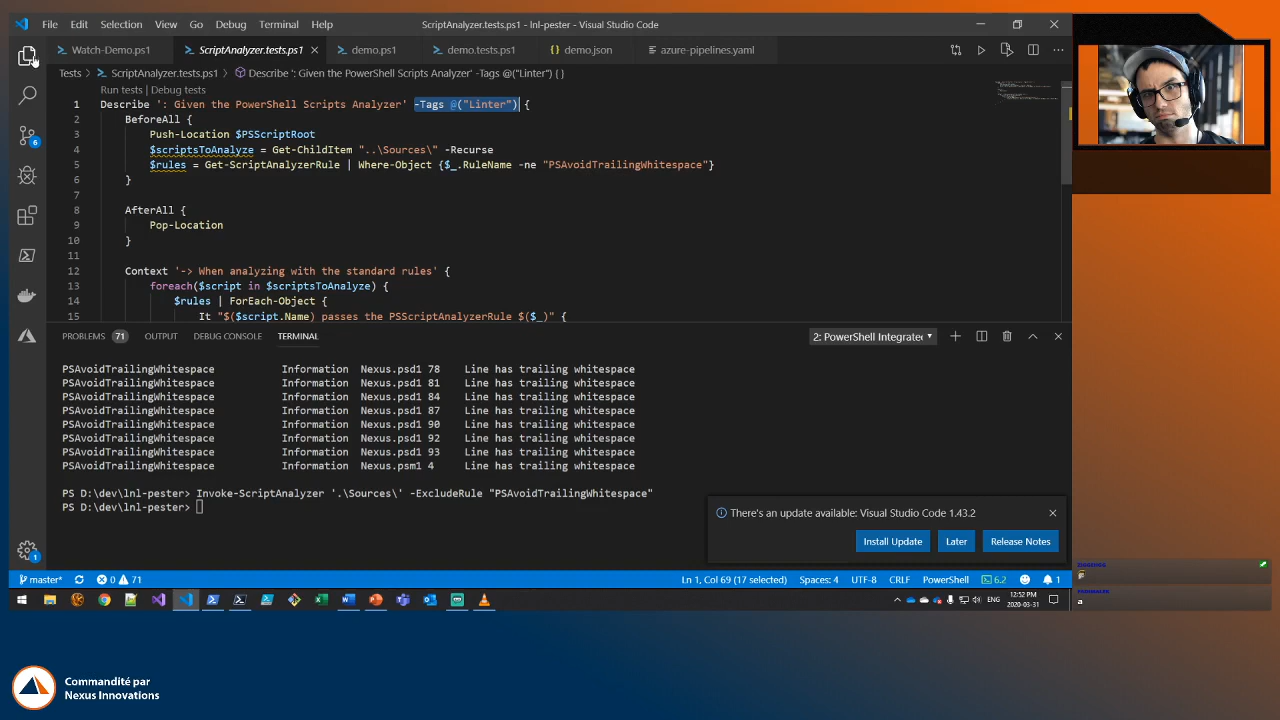 File Edit Selection View Go Debug Terminal Help
ScriptAnalyzer.tests.ps1 - lnl-pester - Visual Studio Code
Watch-Demo.ps1
ScriptAnalyzer.tests.ps1
demo.ps1
demo.tests.ps1
demo.json
azure-pipelines.yaml
Tests > ScriptAnalyzer.tests.ps1 > Describe ': Given the PowerShell Scripts Analyzer' -Tags @("Linter") { }
Run tests | Debug tests
1 Describe ': Given the PowerShell Scripts Analyzer' -Tags @("Linter") {
2 BeforeAll {
3 Push-Location $PSScriptRoot
4 $scriptsToAnalyze = Get-ChildItem "..\Sources\" -Recurse
5 $rules = Get-ScriptAnalyzerRule | Where-Object {$_.RuleName -ne "PSAvoidTrailingWhitespace"}
6 }
7
8 AfterAll {
9 Pop-Location
10 }
11
12 Context '-> When analyzing with the standard rules' {
13 foreach($script in $scriptsToAnalyze) {
14 $rules | ForEach-Object {
15 It "$($script.Name) passes the PSScriptAnalyzerRule $($_)" {
PROBLEMS 71 OUTPUT DEBUG CONSOLE TERMINAL
2: PowerShell Integrate
PSAvoidTrailingWhitespace Information Nexus.psd1 78 Line has trailing whitespace
PSAvoidTrailingWhitespace Information Nexus.psd1 81 Line has trailing whitespace
PSAvoidTrailingWhitespace Information Nexus.psd1 84 Line has trailing whitespace
PSAvoidTrailingWhitespace Information Nexus.psd1 87 Line has trailing whitespace
PSAvoidTrailingWhitespace Information Nexus.psd1 90 Line has trailing whitespace
PSAvoidTrailingWhitespace Information Nexus.psd1 92 Line has trailing whitespace
PSAvoidTrailingWhitespace Information Nexus.psd1 93 Line has trailing whitespace
PSAvoidTrailingWhitespace Information Nexus.psm1 4 Line has trailing whitespace
PS D:\dev\lnl-pester> Invoke-ScriptAnalyzer '.\Sources\' -ExcludeRule "PSAvoidTrailingWhitespace"
PS D:\dev\lnl-pester>
There's an update available: Visual Studio Code 1.43.2
Install Update Later Release Notes
6
1
master* 0 71 Ln 1, Col 69 (17 selected) Spaces: 4 UTF-8 CRLF PowerShell 6.2 1
ENG
12:52 PM
2020-03-31
Commandité par
Nexus Innovations